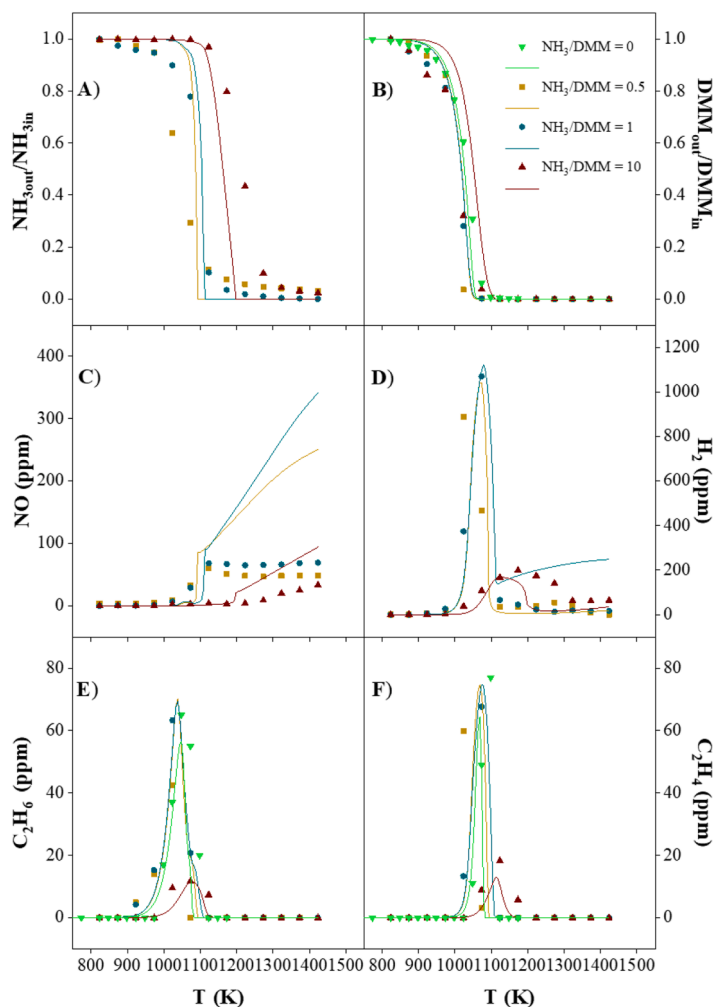 1.0
0.8
0.6
0.4
0.2
0.0
NH3out/NH3in
A)
B)
NH3/DMM = 0
NH3/DMM = 0.5
NH3/DMM = 1
NH3/DMM = 10
1.0
0.8
0.6
0.4
0.2
0.0
DMMout/DMMin
400
300
200
100
0
NO (ppm)
C)
D)
1200
1000
800
600
400
200
0
H2 (ppm)
80
60
40
20
0
C2H6 (ppm)
E)
F)
80
60
40
20
0
C2H4 (ppm)
800 900 1000 1100 1200 1300 1400 1500
800 900 1000 1100 1200 1300 1400 1500
T (K)
T (K)